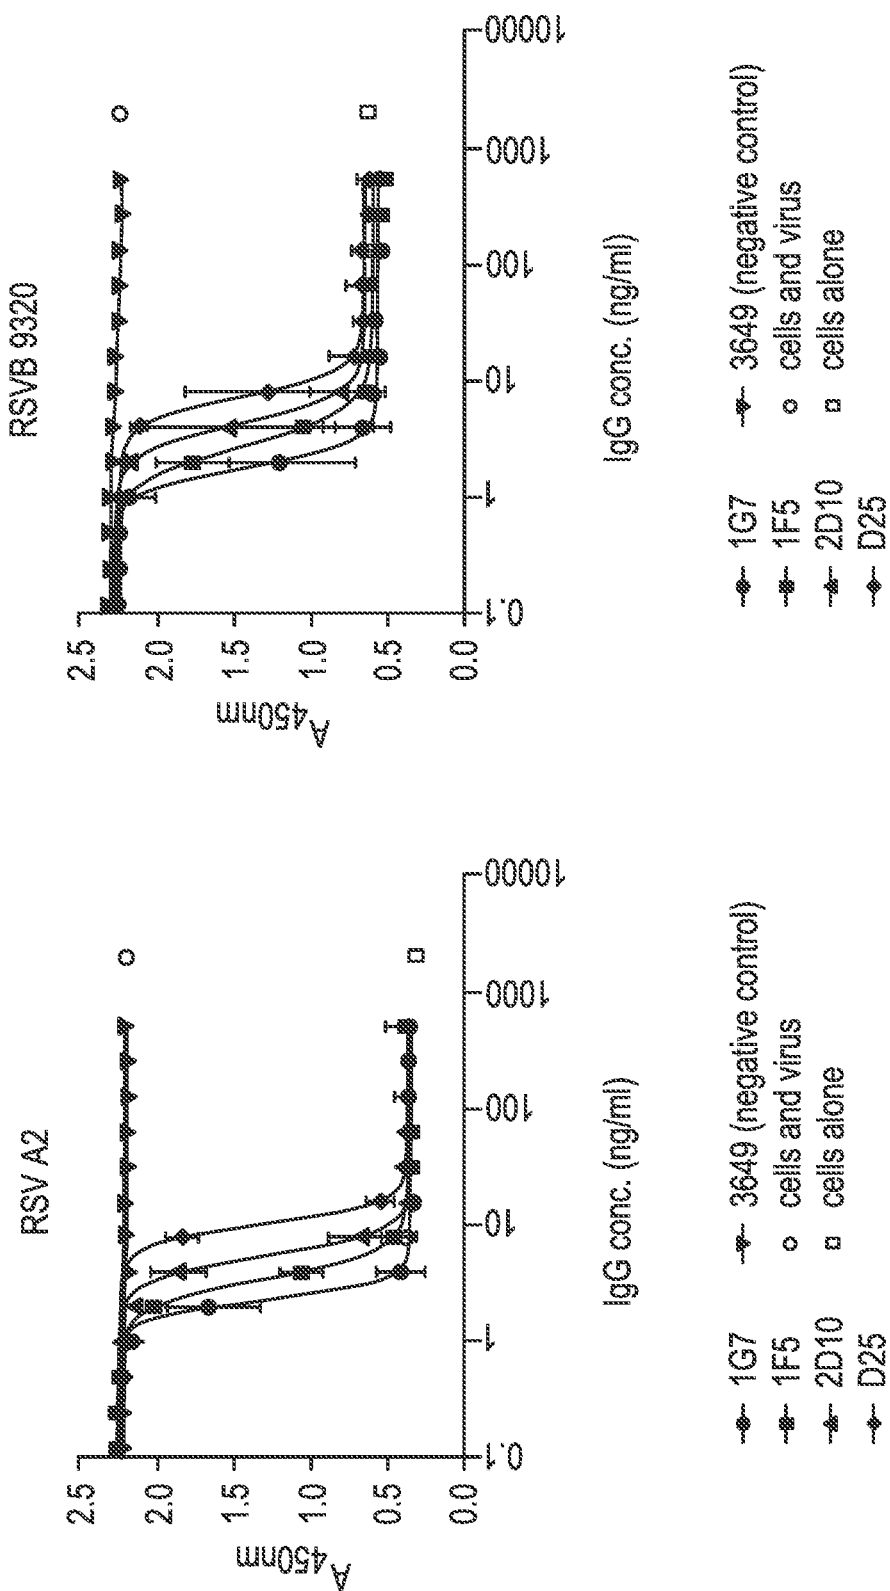 RSV A2
A450nm
2.5
2.0
1.5
1.0
0.5
0.0
0.1
1
10
100
1000
10000
IgG conc. (ng/ml)
1G7
1F5
2D10
D25
3649 (negative control)
cells and virus
cells alone
RSVB 9320
A450nm
2.5
2.0
1.5
1.0
0.5
0.0
0.1
1
10
100
1000
10000
IgG conc. (ng/ml)
1G7
1F5
2D10
D25
3649 (negative control)
cells and virus
cells alone